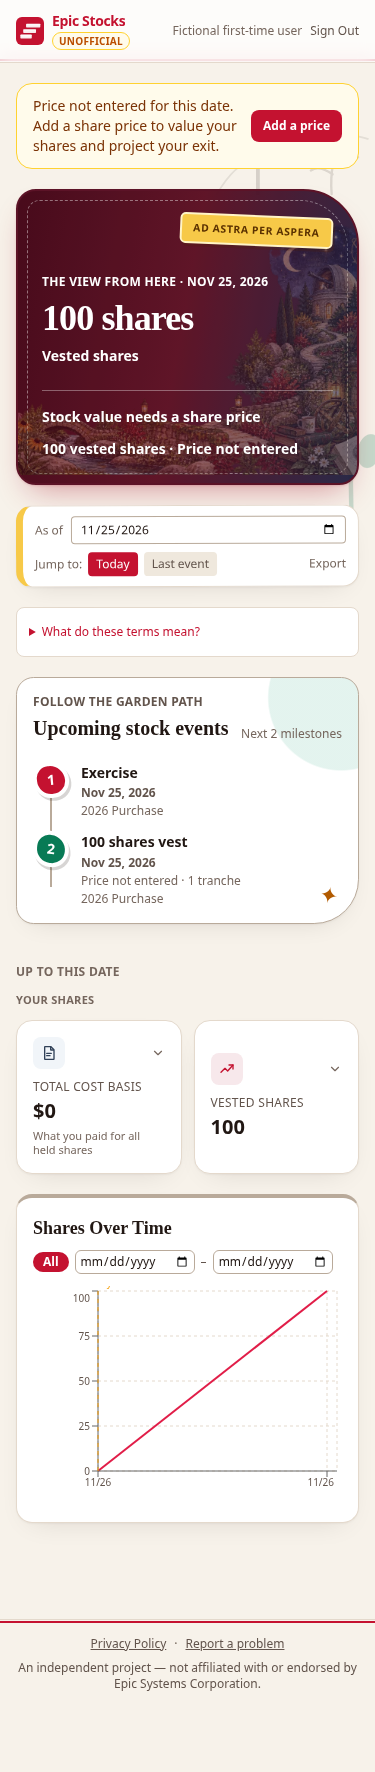 Epic Stocks
UNOFFICIAL
Fictional first-time user Sign Out
Price not entered for this date.
Add a share price to value your
shares and project your exit.
Add a price
AD ASTRA PER ASPERA
THE VIEW FROM HERE · NOV 25, 2026
100 shares
Vested shares
Stock value needs a share price
100 vested shares · Price not entered
As of 11/25/2026
Jump to: Today Last event Export
What do these terms mean?
FOLLOW THE GARDEN PATH
Upcoming stock events Next 2 milestones
1 Exercise
Nov 25, 2026
2026 Purchase
2 100 shares vest
Nov 25, 2026
Price not entered · 1 tranche
2026 Purchase
UP TO THIS DATE
YOUR SHARES
TOTAL COST BASIS
$0
What you paid for all
held shares
VESTED SHARES
100
Shares Over Time
All mm/dd/yyyy – mm/dd/yyyy
100
75
50
25
0
11/26 11/26
Privacy Policy · Report a problem
An independent project — not affiliated with or endorsed by
Epic Systems Corporation.